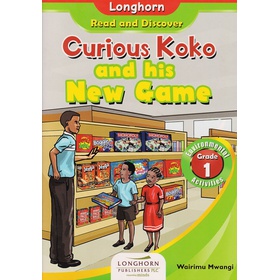 Longhorn
Read and Discover
Curious Koko
and his
New Game
Environmental
Grade
1
Activities
MONOPOLY
LONGHORN
PUBLISHERS PLC
Wairimu Mwangi